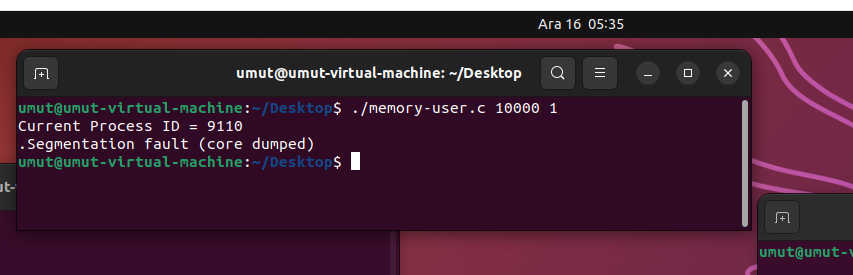 Ara 16 05:35
umut@umut-virtual-machine: ~/Desktop
umut@umut-virtual-machine:~/Desktop$ ./memory-user.c 10000 1
Current Process ID = 9110
.Segmentation fault (core dumped)
umut@umut-virtual-machine:~/Desktop$
ut-
umut@umut-v